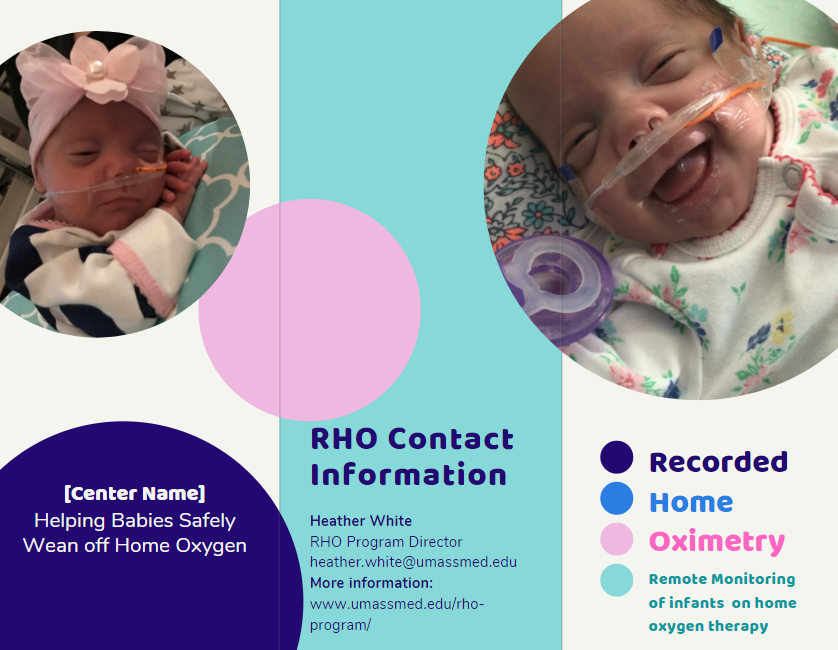 [Center Name]
Helping Babies Safely
Wean off Home Oxygen
RHO Contact
Information
Heather White
RHO Program Director
heather.white@umassmed.edu
More information:
www.umassmed.edu/rho-
program/
Recorded
Home
Oximetry
Remote Monitoring
of infants on home
oxygen therapy